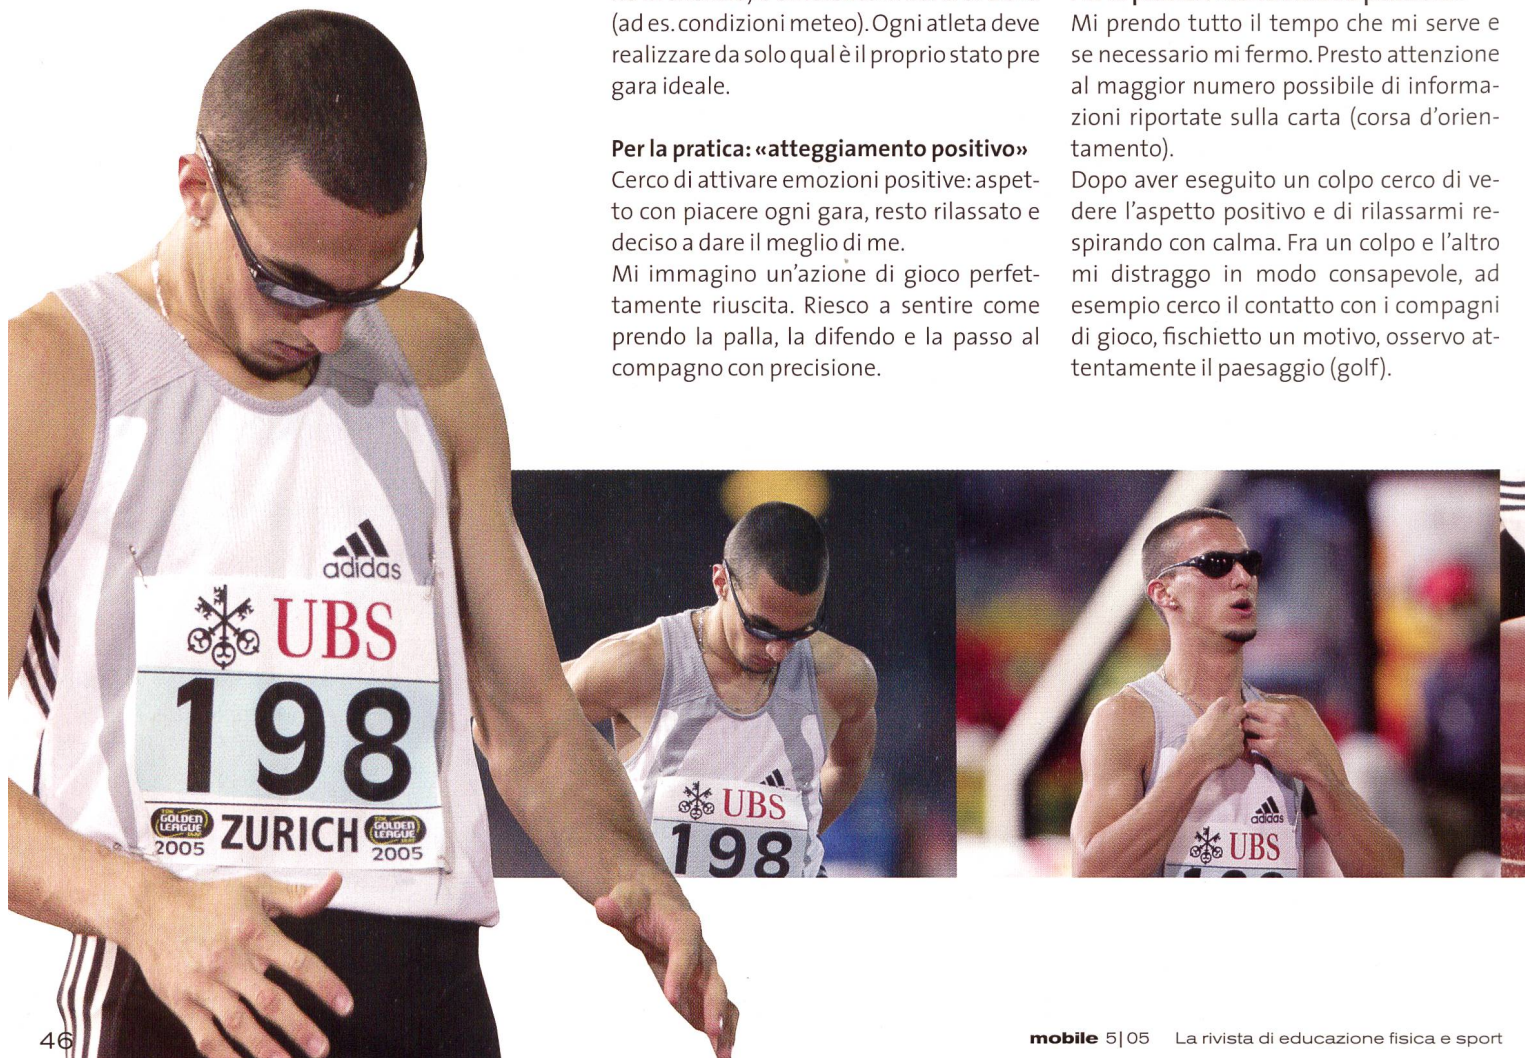 (ad es. condizioni meteo). Ogni atleta deve
realizzare da solo qual è il proprio stato pre
gara ideale.
Per la pratica: «atteggiamento positivo»
Cerco di attivare emozioni positive: aspet-
to con piacere ogni gara, resto rilassato e
deciso a dare il meglio di me.
Mi immagino un'azione di gioco perfet-
tamente riuscita. Riesco a sentire come
prendo la palla, la difendo e la passo al
compagno con precisione.
Mi prendo tutto il tempo che mi serve e
se necessario mi fermo. Presto attenzione
al maggior numero possibile di informa-
zioni riportate sulla carta (corsa d'orien-
tamento).
Dopo aver eseguito un colpo cerco di ve-
dere l'aspetto positivo e di rilassarmi re-
spirando con calma. Fra un colpo e l'altro
mi distraggo in modo consapevole, ad
esempio cerco il contatto con i compagni
di gioco, fischietto un motivo, osservo at-
tentamente il paesaggio (golf).
adidas
UBS
198
GOLDEN LEAGUE
2005
ZURICH
GOLDEN LEAGUE
2005
UBS
198
adidas
UBS
46
mobile 5|05 La rivista di educazione fisica e sport